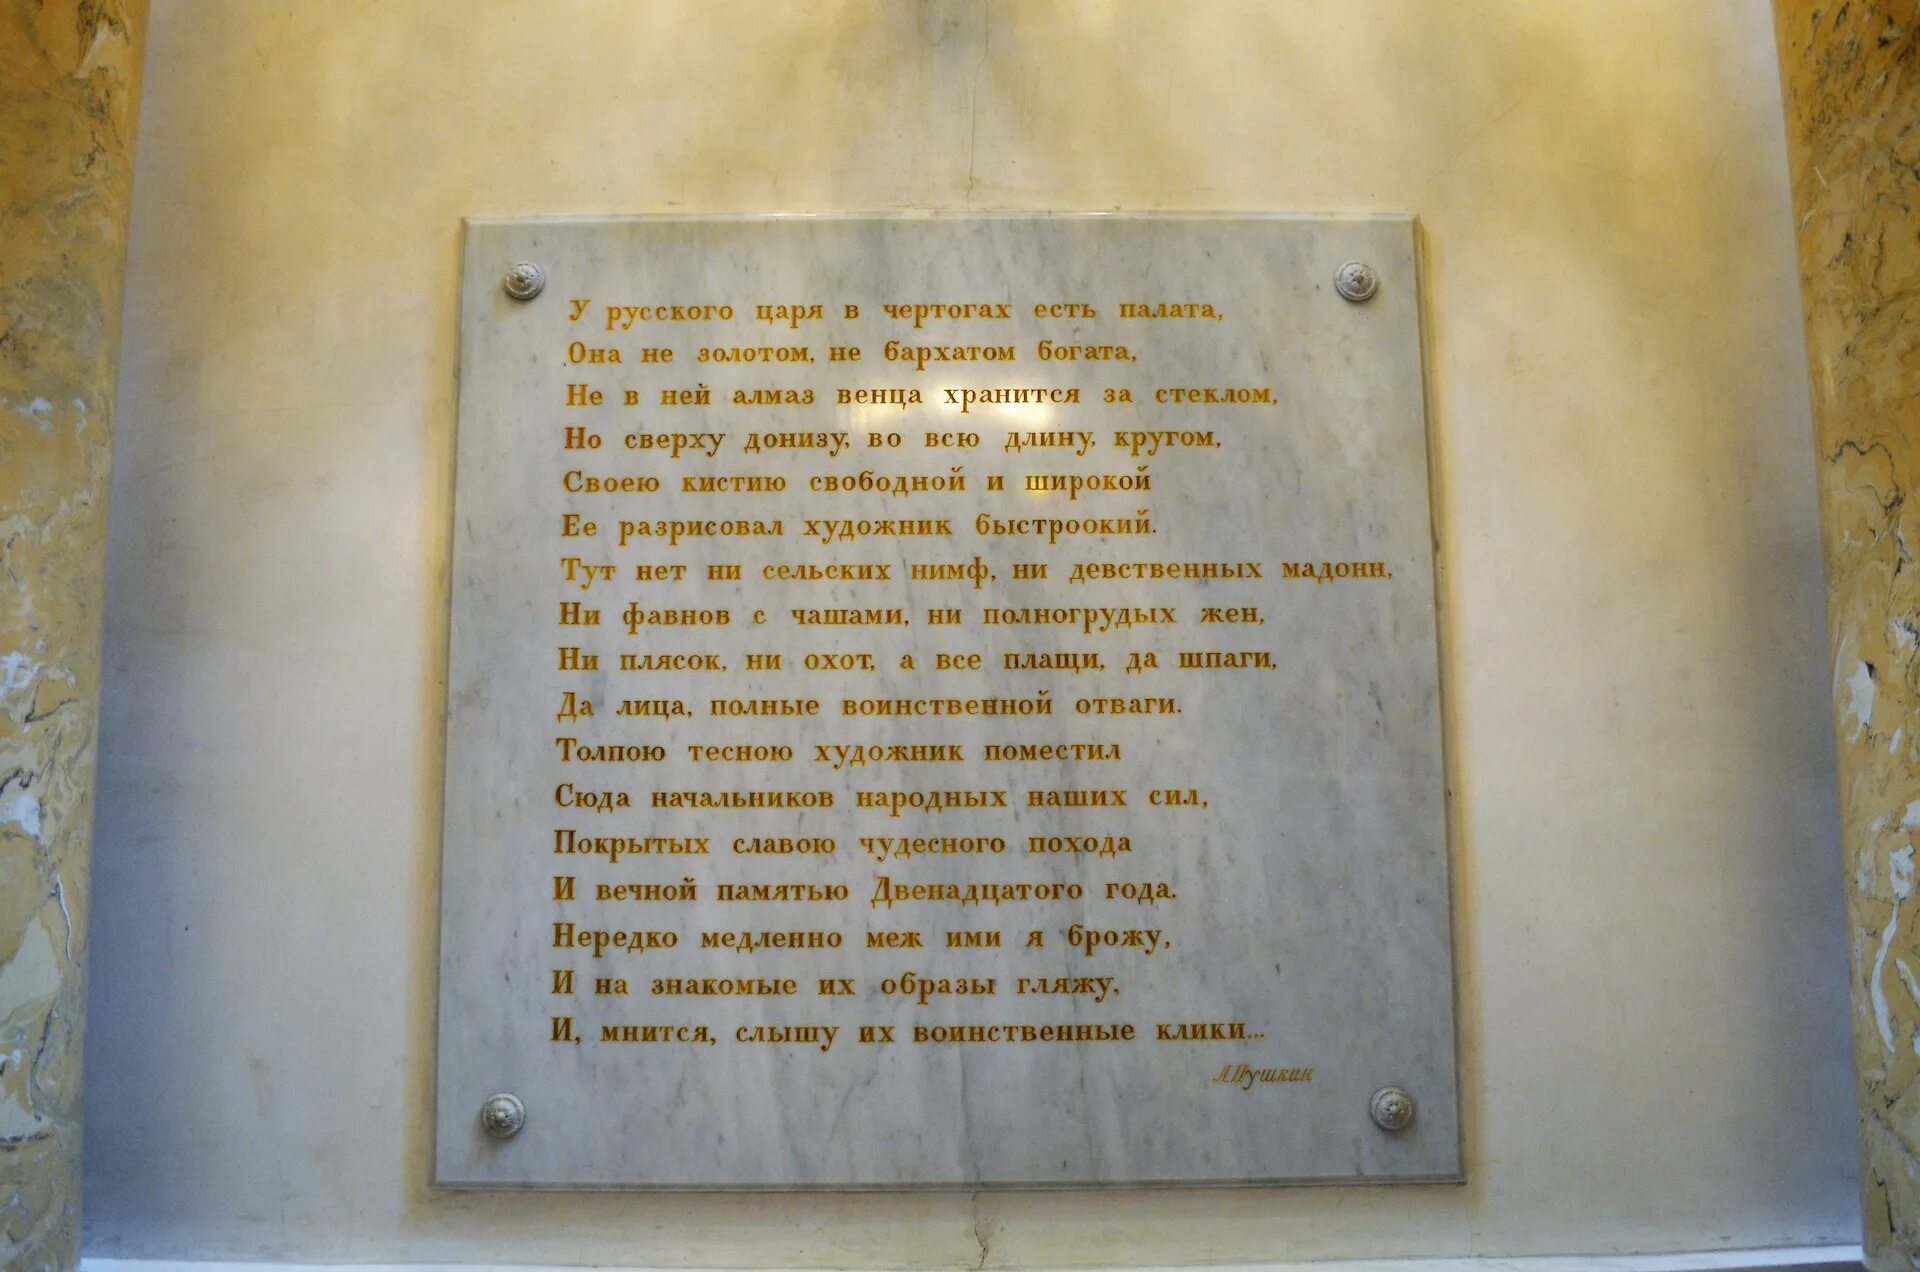 У русского царя в чертогах есть палата,
Она не золотом, не бархатом богата,
Не в ней алмаз венца хранится за стеклом,
Но сверху донизу, во всю длину, кругом,
Своею кистию свободной и широкой
Ее разрисовал художник быстроокий.
Тут нет ни сельских нимф, ни девственных мадонн,
Ни фавнов с чашами, ни полногрудых жен,
Ни плясок, ни охот, а все плащи, да шпаги,
Да лица, полные воинственной отваги.
Толпою тесною художник поместил
Сюда начальников народных наших сил,
Покрытых славою чудесного похода
И вечной памятью Двенадцатого года.
Нередко медленно меж ими я брожу,
И на знакомые их образы гляжу,
И, мнится, слышу их воинственные клики...
А.Пушкин